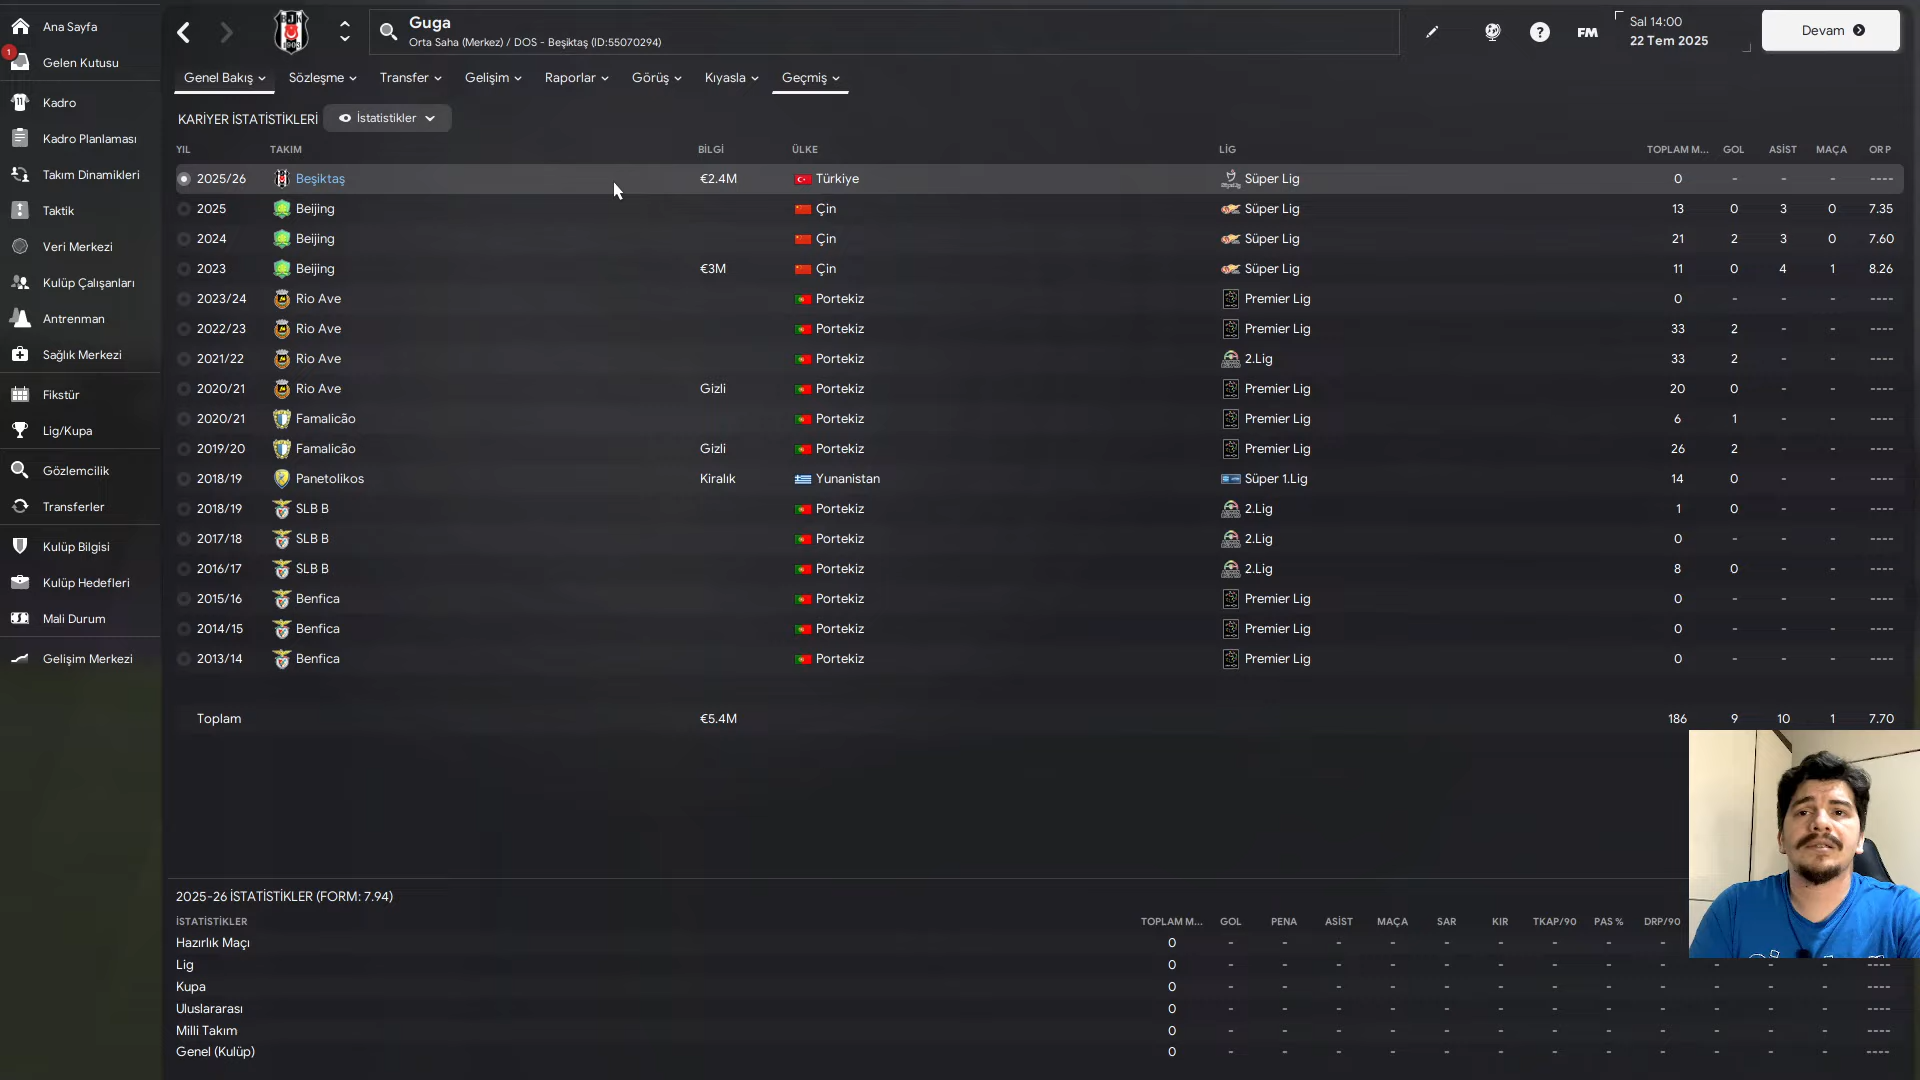 Ana Sayfa
1
Gelen Kutusu
Kadro
Kadro Planlaması
Takım Dinamikleri
Taktik
Veri Merkezi
Kulüp Çalışanları
Antrenman
Sağlık Merkezi
Fikstür
Lig/Kupa
Gözlemcilik
Transferler
Kulüp Bilgisi
Kulüp Hedefleri
Mali Durum
Gelişim Merkezi
Guga
Orta Saha (Merkez) / DOS - Beşiktaş (ID:55070294)
FM
Sal 14:00
22 Tem 2025
Devam
Genel Bakış Sözleşme Transfer Gelişim Raporlar Görüş Kıyasla Geçmiş
KARİYER İSTATİSTİKLERİ İstatistikler
YIL TAKIM BİLGİ ÜLKE LİG TOPLAM M... GOL ASİST MAÇA OR P
2025/26 Beşiktaş €2.4M Türkiye Süper Lig 0 - - - ----
2025 Beijing Çin Süper Lig 13 0 3 0 7.35
2024 Beijing Çin Süper Lig 21 2 3 0 7.60
2023 Beijing €3M Çin Süper Lig 11 0 4 1 8.26
2023/24 Rio Ave Portekiz Premier Lig 0 - - - ----
2022/23 Rio Ave Portekiz Premier Lig 33 2 - - ----
2021/22 Rio Ave Portekiz 2.Lig 33 2 - - ----
2020/21 Rio Ave Gizli Portekiz Premier Lig 20 0 - - ----
2020/21 Famalicão Portekiz Premier Lig 6 1 - - ----
2019/20 Famalicão Gizli Portekiz Premier Lig 26 2 - - ----
2018/19 Panetolikos Kiralık Yunanistan Süper 1.Lig 14 0 - - ----
2018/19 SLB B Portekiz 2.Lig 1 0 - - ----
2017/18 SLB B Portekiz 2.Lig 0 - - - ----
2016/17 SLB B Portekiz 2.Lig 8 0 - - ----
2015/16 Benfica Portekiz Premier Lig 0 - - - ----
2014/15 Benfica Portekiz Premier Lig 0 - - - ----
2013/14 Benfica Portekiz Premier Lig 0 - - - ----
Toplam €5.4M 186 9 10 1 7.70
2025-26 İSTATİSTİKLER (FORM: 7.94)
İSTATİSTİKLER TOPLAM M... GOL PENA ASİST MAÇA SAR KIR TKAP/90 PAS % DRP/90
Hazırlık Maçı 0 - - - - - - - - -
Lig 0 - - - - - - - - - - - - ----
Kupa 0 - - - - - - - - - - - - ----
Uluslararası 0 - - - - - - - - - - - - ----
Milli Takım 0 - - - - - - - - - - - - ----
Genel (Kulüp) 0 - - - - - - - - - - - - ----